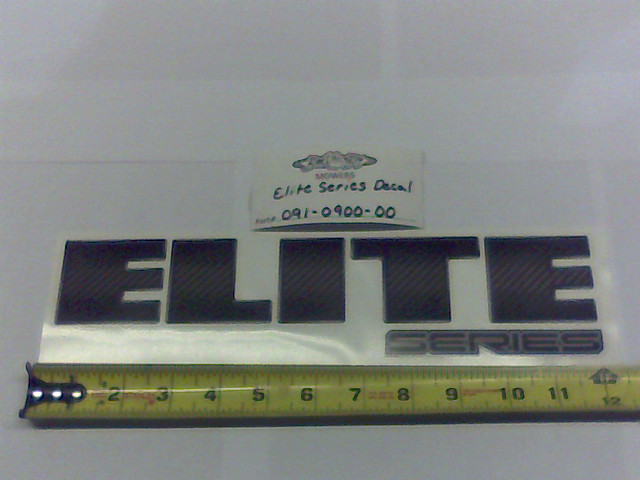 MOWERS
Elite Series Decal
Part# 091-0900-00
ELITE
SERIES
2 3 4 5 6 7 8 9 10 11 12